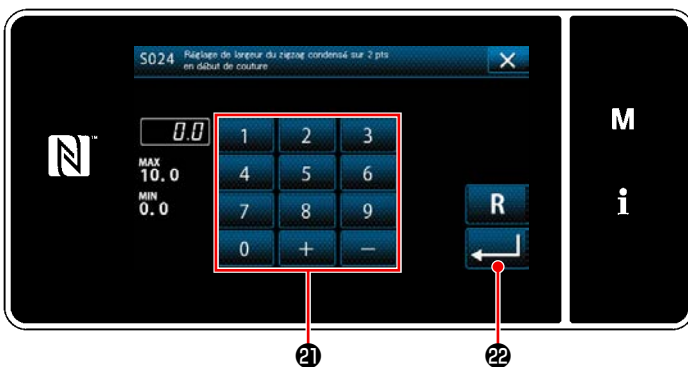 S024 Réglage de largeur du zigzag condensé sur 2 pts
en début de couture
0.0
MAX
10.0
MIN
0.0
1 2 3
4 5 6
7 8 9
0 + −
R
M
i
N
㉑ ㉒